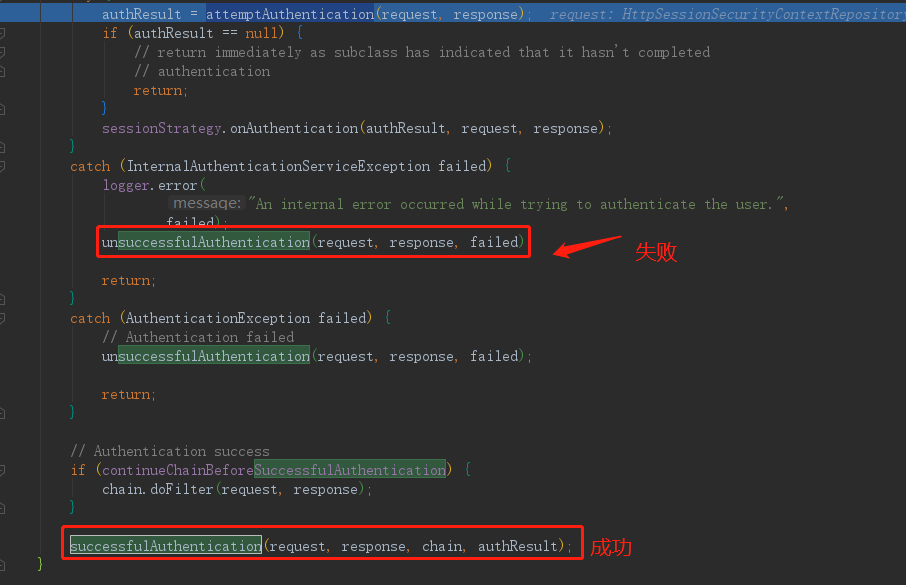 authResult = attemptAuthentication(request, response);  request: HttpSessionSecurityContextRepository
if (authResult == null) {
// return immediately as subclass has indicated that it hasn't completed
// authentication
return;
}
sessionStrategy.onAuthentication(authResult, request, response);
}
catch (InternalAuthenticationServiceException failed) {
logger.error(
message: "An internal error occurred while trying to authenticate the user.",
failed);
unsuccessfulAuthentication(request, response, failed)
失败
return;
}
catch (AuthenticationException failed) {
// Authentication failed
unsuccessfulAuthentication(request, response, failed);
return;
}
// Authentication success
if (continueChainBeforeSuccessfulAuthentication) {
chain.doFilter(request, response);
}
successfulAuthentication(request, response, chain, authResult); 成功
}